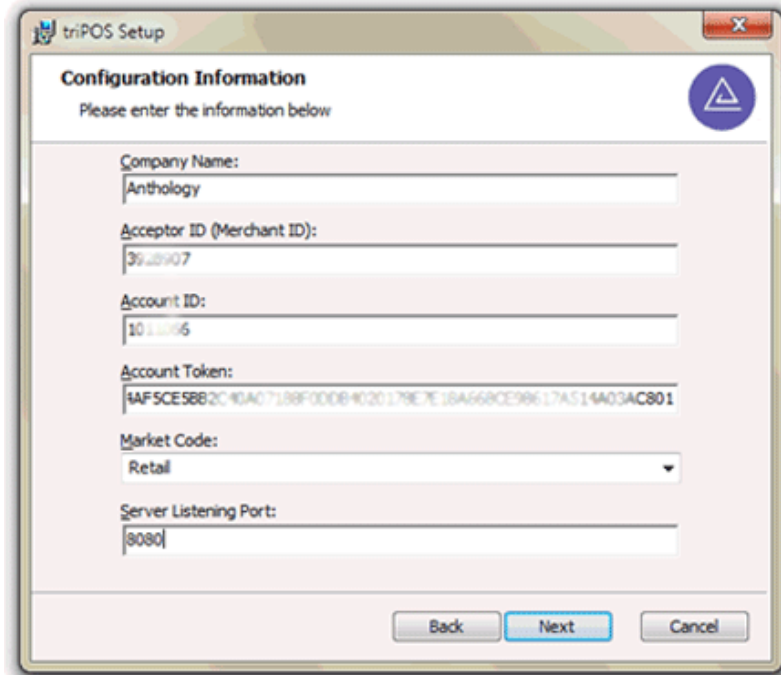 triPOS Setup
Configuration Information
Please enter the information below
Company Name:
Anthology
Acceptor ID (Merchant ID):
Account ID:
Account Token:
Market Code:
Retail
Server Listening Port:
8080
Back
Next
Cancel